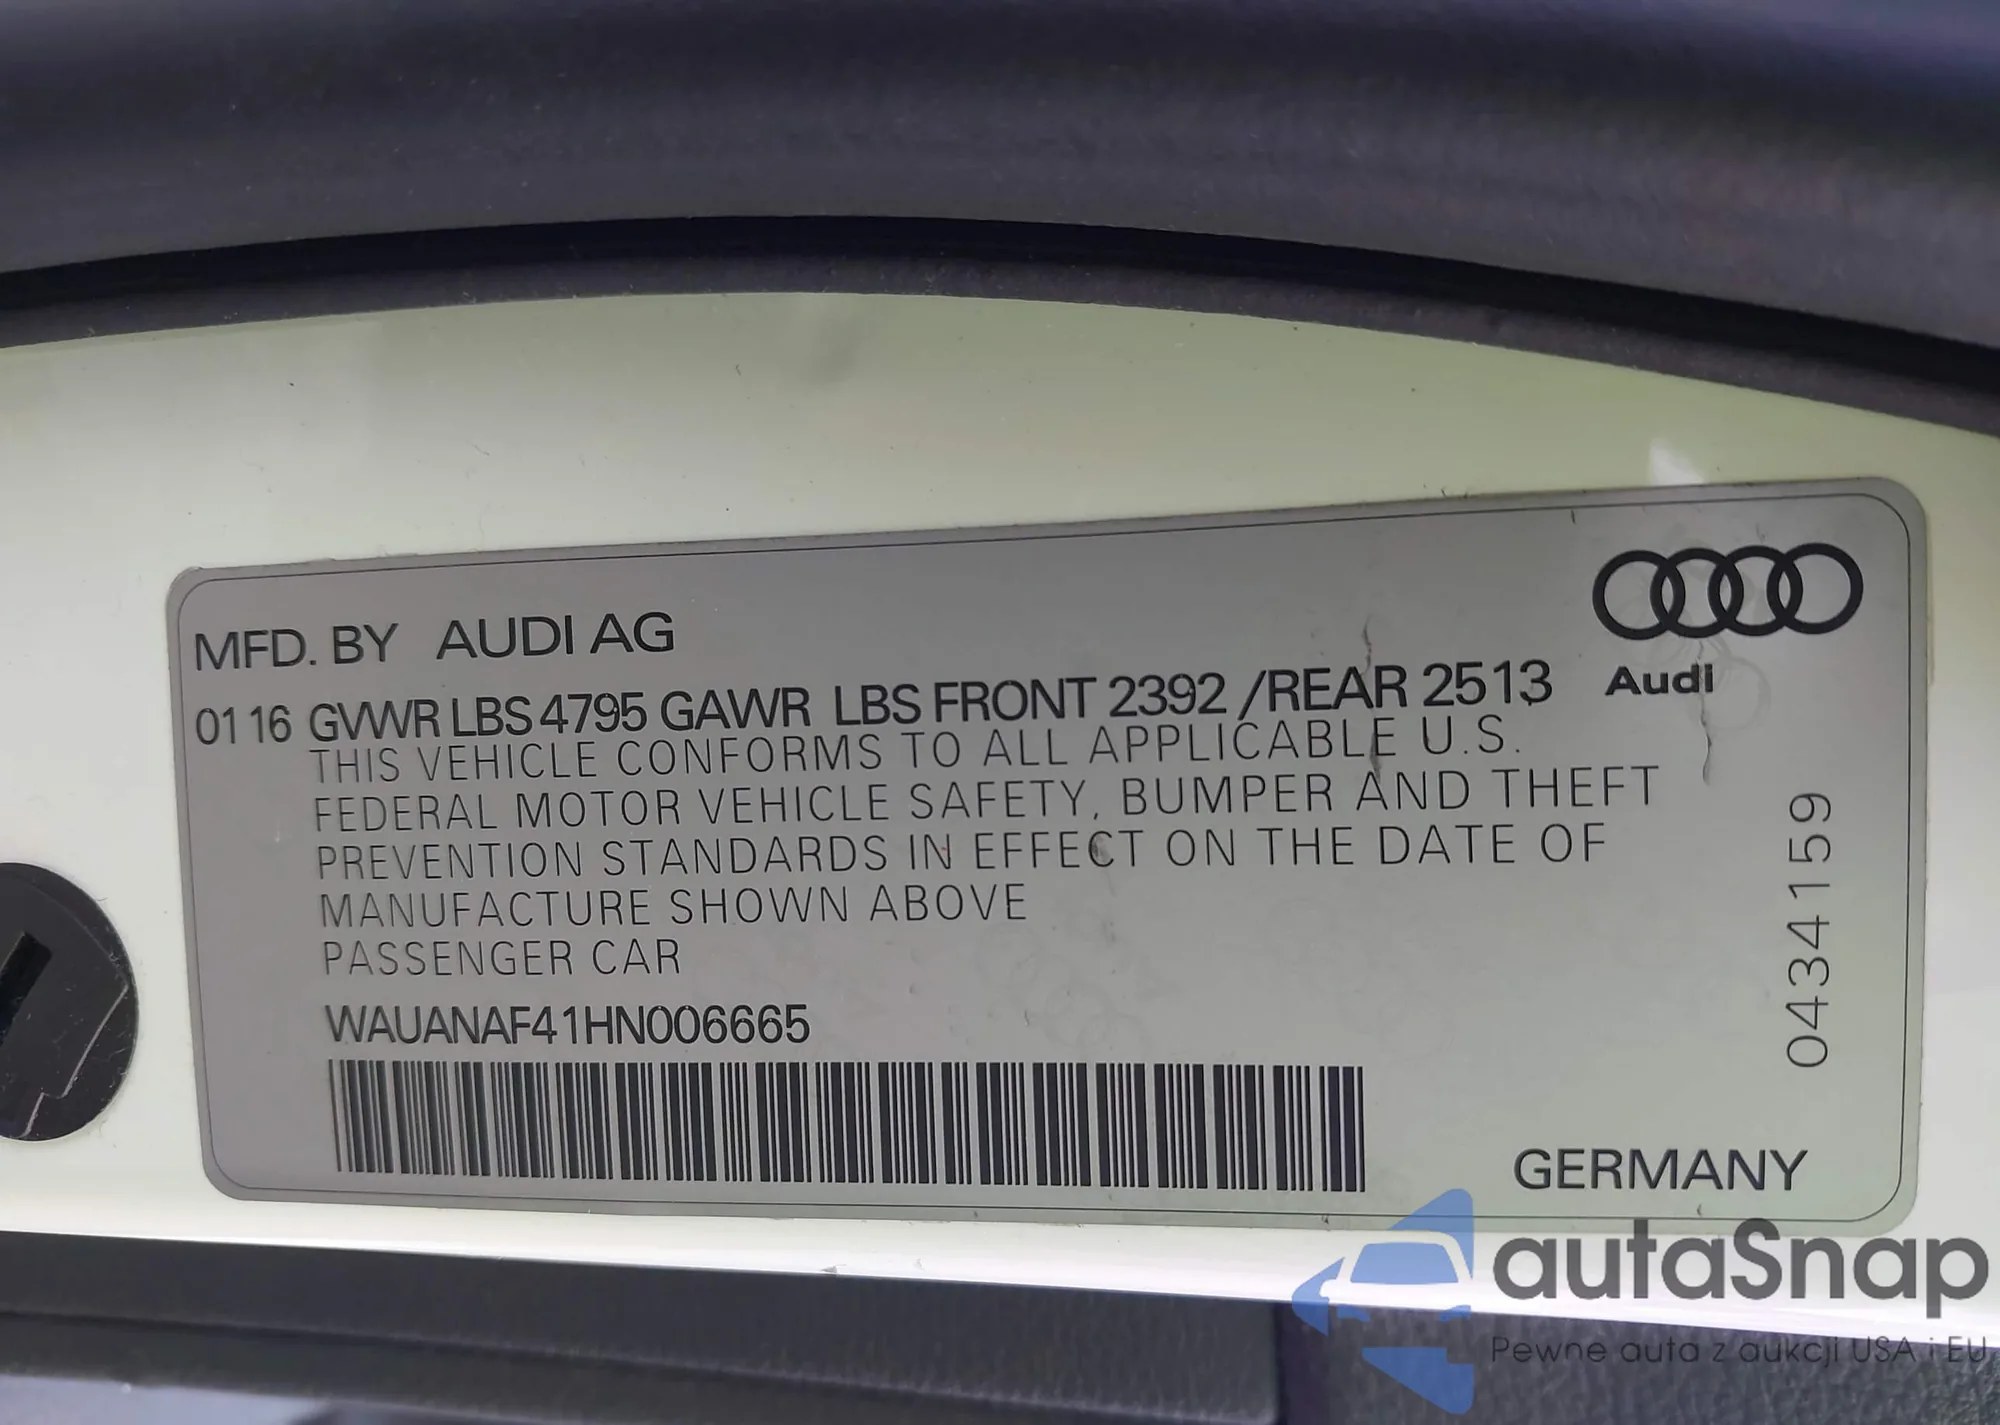 MFD. BY AUDI AG
01 16 GVWR LBS 4795 GAWR LBS FRONT 2392 /REAR 2513
Audi
THIS VEHICLE CONFORMS TO ALL APPLICABLE U.S.
FEDERAL MOTOR VEHICLE SAFETY, BUMPER AND THEFT
PREVENTION STANDARDS IN EFFECT ON THE DATE OF
MANUFACTURE SHOWN ABOVE
PASSENGER CAR
WAUANAF41HN006665
0434159
GERMANY
autaSnap
Pewne auta z aukcji USA i EU